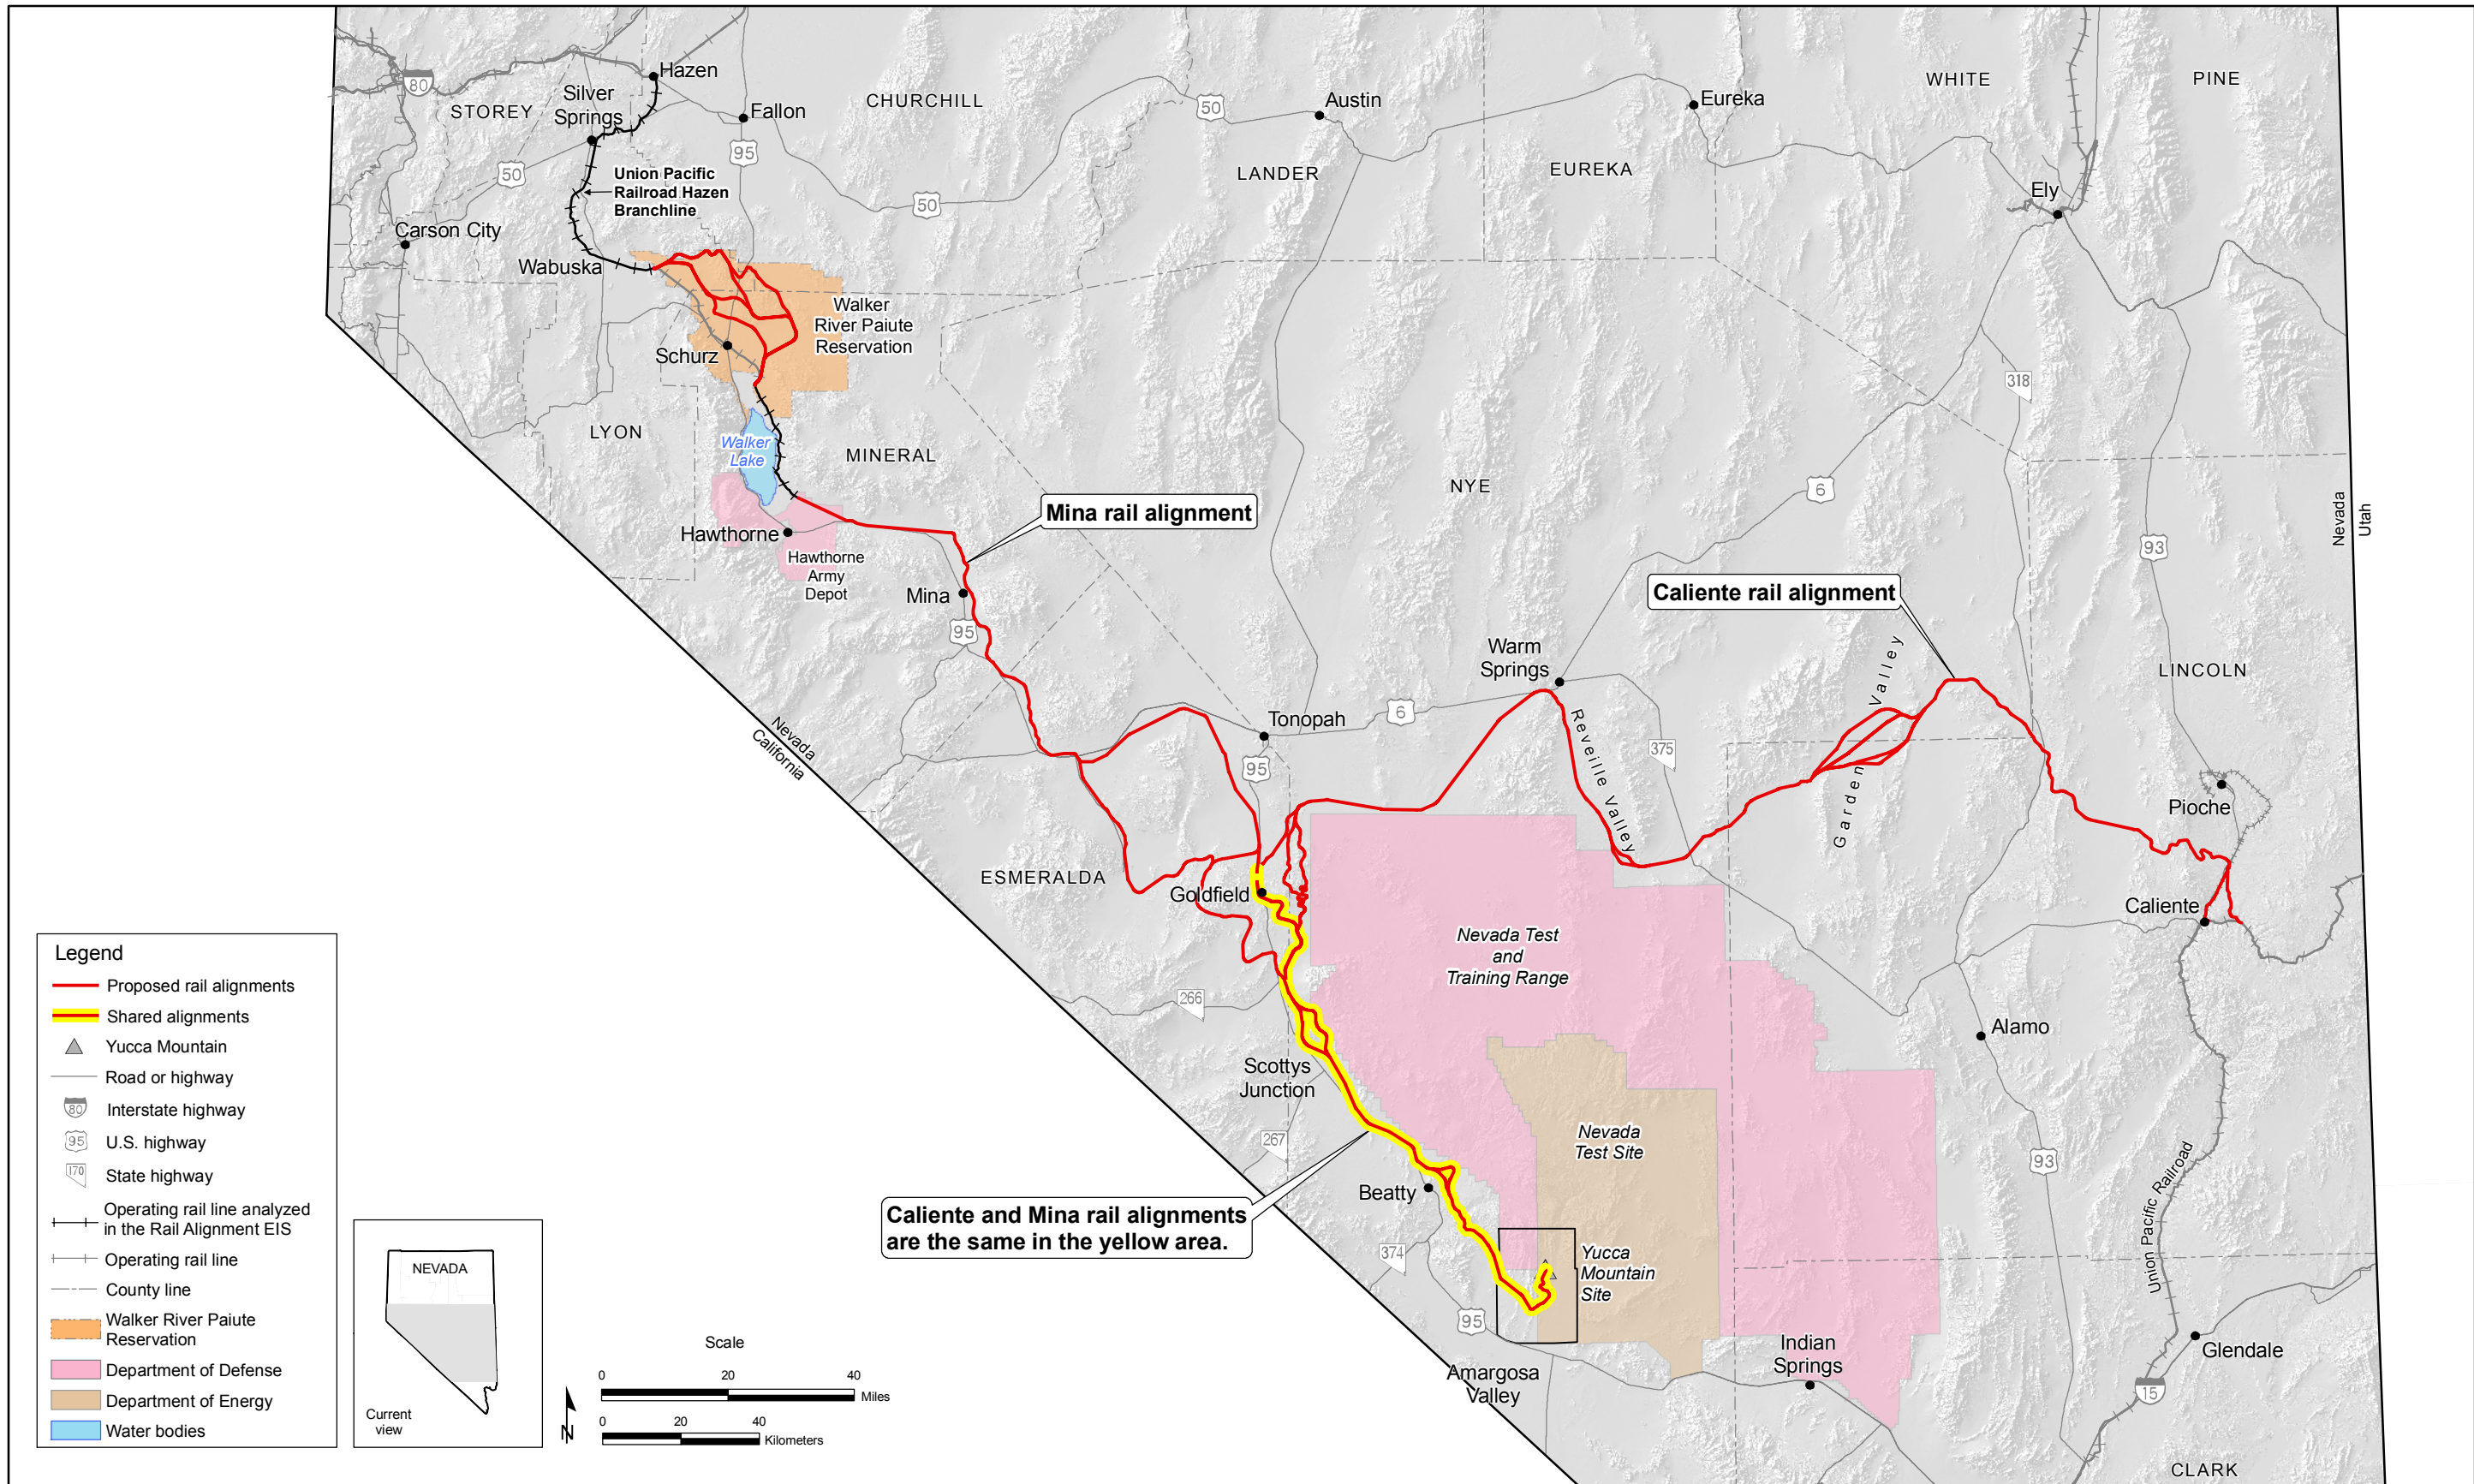 Hazen
80
Silver
Springs
STOREY
Fallon
CHURCHILL
50
Austin
Eureka
WHITE
PINE
95
50
Union Pacific
Railroad Hazen
Branchline
LANDER
EUREKA
50
Ely
Carson City
Wabuska
Walker
River Paiute
Reservation
Schurz
318
LYON
Walker
Lake
MINERAL
NYE
6
Nevada
Utah
Mina rail alignment
Hawthorne
Hawthorne
Army
Depot
93
Mina
95
Caliente rail alignment
Warm
Springs
Garden Valley
LINCOLN
Nevada
California
Tonopah
6
Reveille Valley
375
95
Pioche
ESMERALDA
Goldfield
Caliente
Nevada Test
and
Training Range
266
Alamo
Scottys
Junction
267
Nevada
Test Site
93
Beatty
Caliente and Mina rail alignments
are the same in the yellow area.
374
Yucca
Mountain
Site
Union Pacific Railroad
95
Indian
Springs
Glendale
Amargosa
Valley
15
CLARK
Legend
Proposed rail alignments
Shared alignments
Yucca Mountain
Road or highway
80
Interstate highway
95
U.S. highway
170
State highway
Operating rail line analyzed
in the Rail Alignment EIS
Operating rail line
County line
Walker River Paiute
Reservation
Department of Defense
Department of Energy
Water bodies
NEVADA
Current
view
N
Scale
0 20 40
Miles
0 20 40
Kilometers